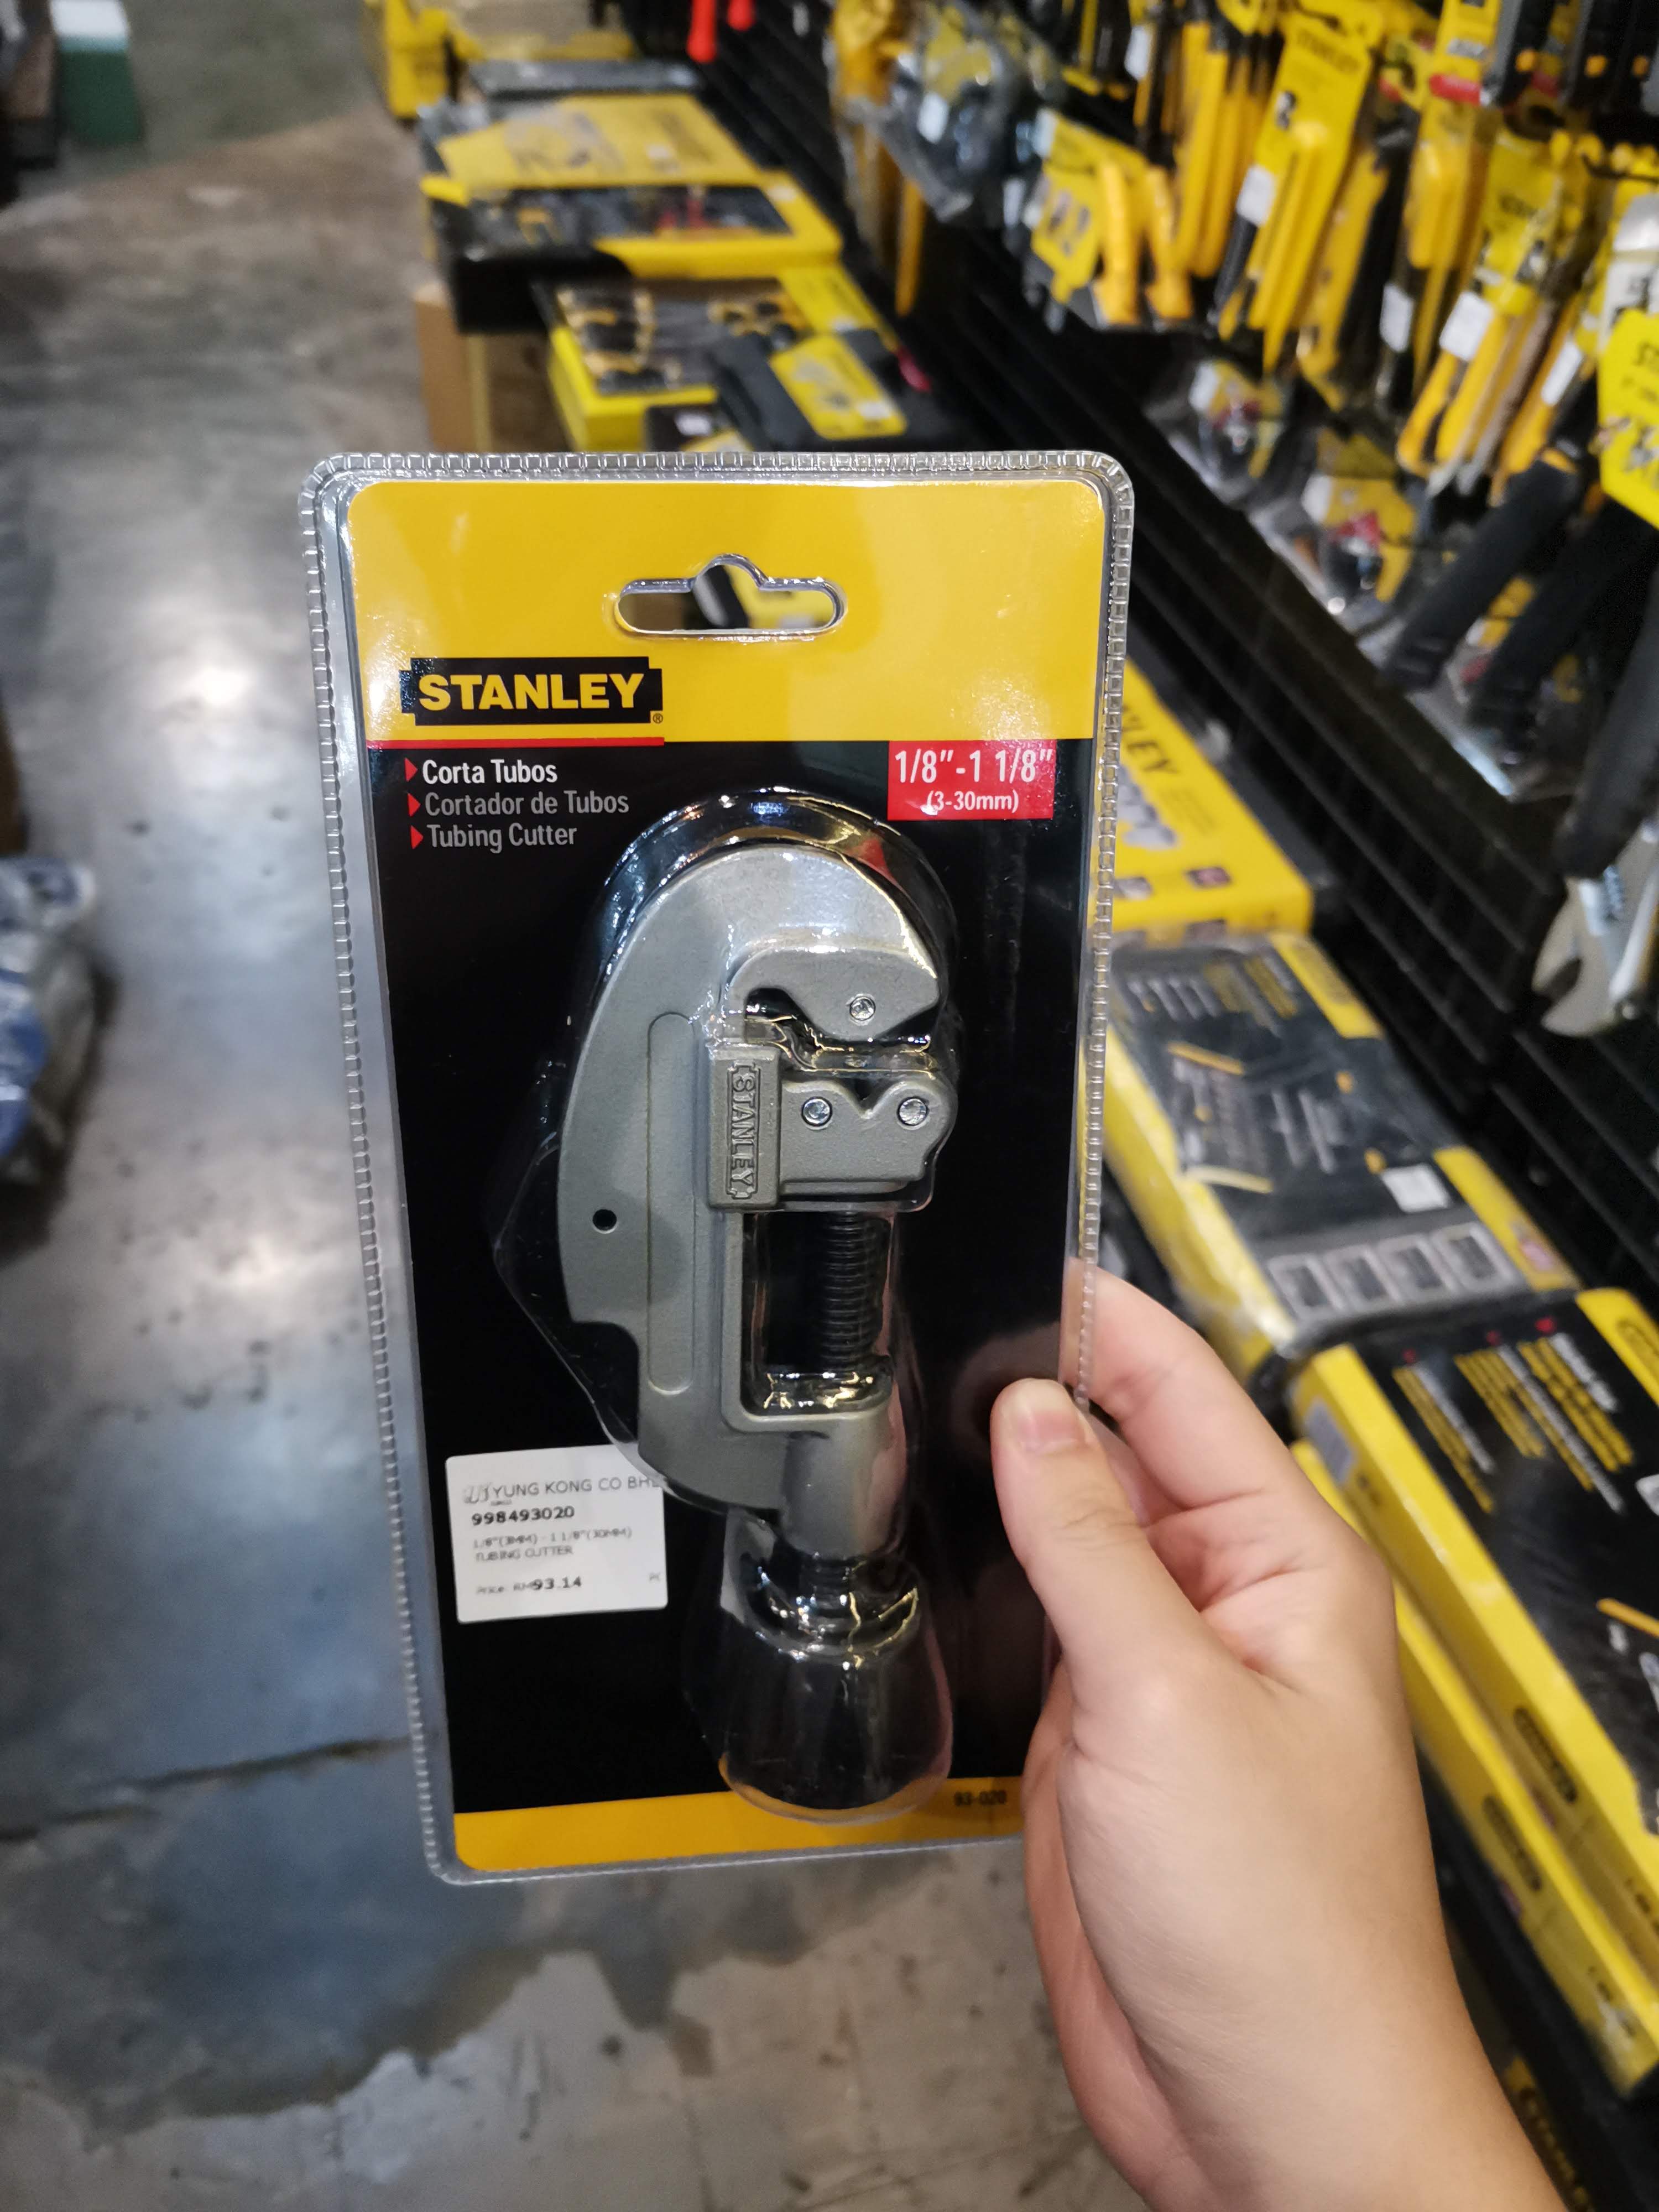 STANLEY
®
Corta Tubos
Cortador de Tubos
Tubing Cutter
1/8"-1 1/8"
(3-30mm)
STANLEY
YUNG KONG CO BH
998493020
1/8"(3MM) - 1 1/8"(30MM)
TUBING CUTTER
Price: RM93.14
PC
93-020